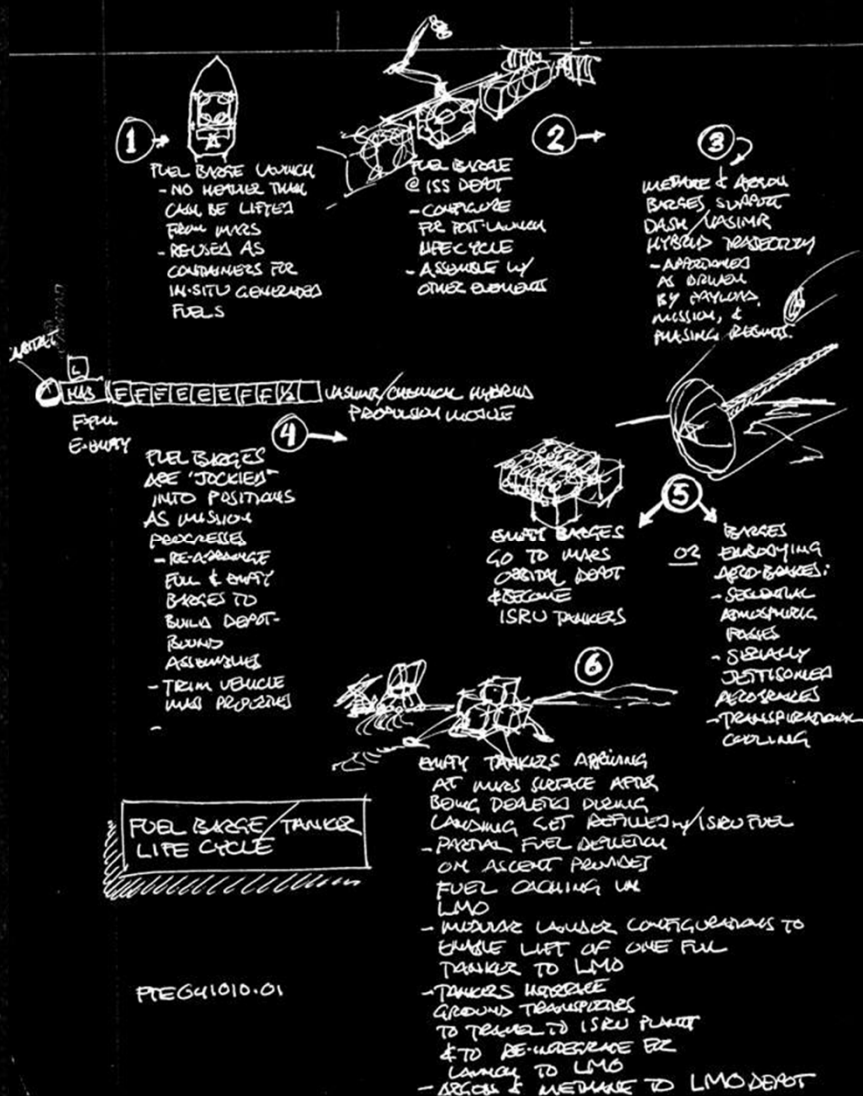 1
FUEL BARGE LAUNCH
- NO HEAVIER THAN
CAN BE LIFTED
FROM MARS
- REUSED AS
CONTAINERS FOR
IN-SITU GENERATED
FUELS
2
FUEL BARGE
@ ISS DEPOT
- CONFIGURE
FOR POST-LAUNCH
LIFECYCLE
- ASSEMBLE W/
OTHER ELEMENTS
3
METHANE & ARGON
BARGES SUPPORT
DASH/VASIMR
HYBRID TRAJECTORY
- APPORTIONED
AS DRIVEN
BY PAYLOAD,
MISSION, &
PHASING REQMTS.
L
HAB F F F E E E F F 1/2
VASIMR/CHEMICAL HYBRID
PROPULSION MODULE
F=FULL
E=EMPTY
4
FUEL BARGES
ARE "JOCKIED"
INTO POSITIONS
AS MISSION
PROGRESSES
- RE-ARRANGE
FULL & EMPTY
BARGES TO
BUILD DEPOT-
BOUND
ASSEMBLIES
- TRIM VEHICLE
MASS PROPERTIES
-
5
EMPTY BARGES
GO TO MARS
ORBITAL DEPOT
& BECOME
ISRU TANKERS
OR
BARGES
EMBODYING
AERO-BRAKES:
- SEQUENTIAL
ATMOSPHERIC
PASSES
- SERIALLY
JETTISONED
AEROBRAKES
- TRANSPIRATIONAL
COOLING
6
EMPTY TANKERS ARRIVING
AT MARS SURFACE AFTER
BEING DEPLETED DURING
LANDING GET REFILLED W/ISRU FUEL
- PARTIAL FUEL DEPLETION
ON ASCENT PROVIDES
FUEL CACHING IN
LMO
- MODULAR LANDER CONFIGURATIONS TO
ENABLE LIFT OF ONE FULL
TANKER TO LMO
- TANKERS INTERFACE
GROUND TRANSPORTERS
TO TRAVEL TO ISRU PLANT
& TO RE-INTEGRATE FOR
LAUNCH TO LMO
- ARGON & METHANE TO LMO DEPOT
FUEL BARGE/TANKER
LIFE CYCLE
PTEG41010.01